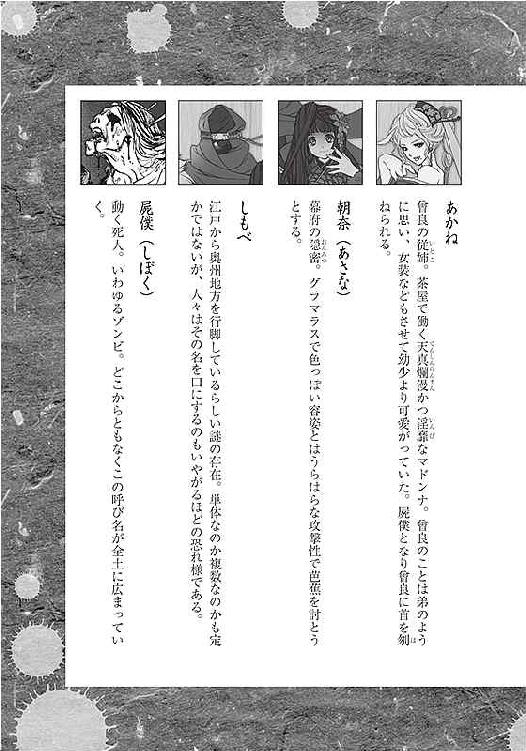 あかね
曾良の従姉。茶屋で働く天真爛漫かつ淫靡なマドンナ。曾良のことは弟のよう
に思い、女装などもさせて幼少より可愛がっていた。屍僕となり曾良に首を刎
ねられる。
朝奈（あさな）
幕府の隠密。グラマラスで色っぽい容姿とはうらはらな攻撃性で芭蕉を討とう
とする。
しもべ
江戸から奥州地方を行脚しているらしい謎の存在。単体なのか複数なのかも定
かではないが、人々はその名を口にするのもいやがるほどの恐れ様である。
屍僕（しぼく）
動く死人。いわゆるゾンビ。どこからともなくこの呼び名が全土に広まってい
く。